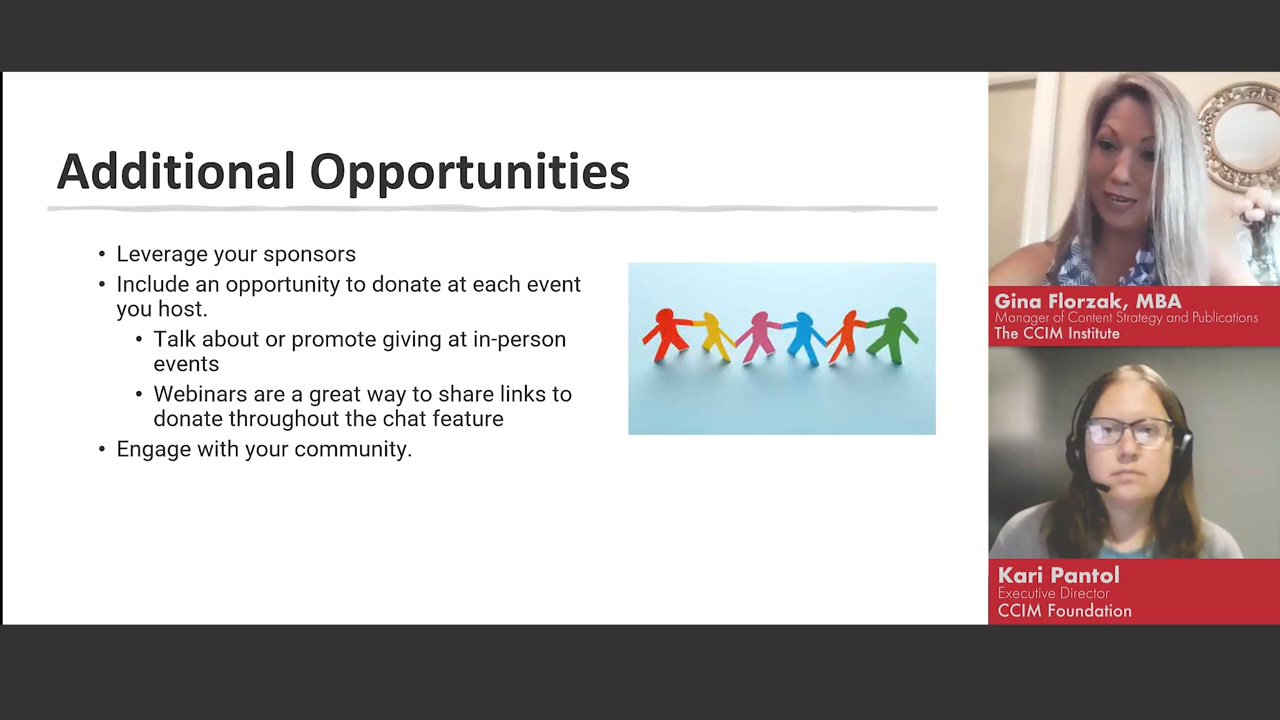 Additional Opportunities
• Leverage your sponsors
• Include an opportunity to donate at each event
you host.
• Talk about or promote giving at in-person
events
• Webinars are a great way to share links to
donate throughout the chat feature
• Engage with your community.
Gina Florzak, MBA
Manager of Content Strategy and Publications
The CCIM Institute
Kari Pantol
Executive Director
CCIM Foundation